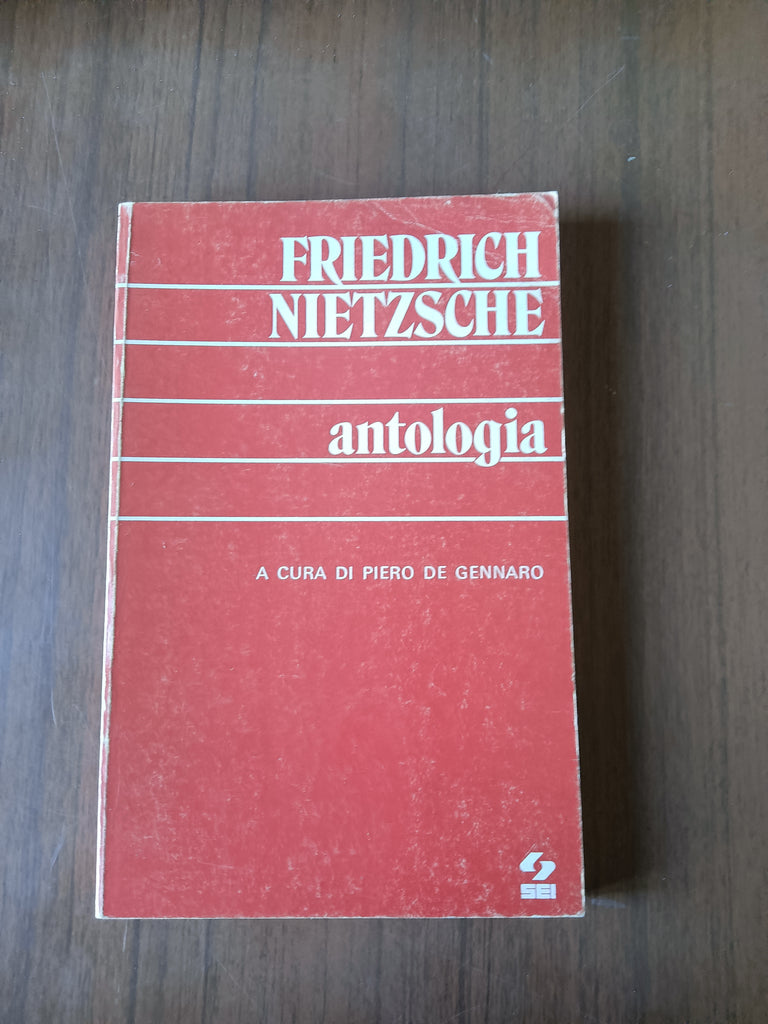 FRIEDRICH
NIETZSCHE
antologia
A CURA DI PIERO DE GENNARO
SEI